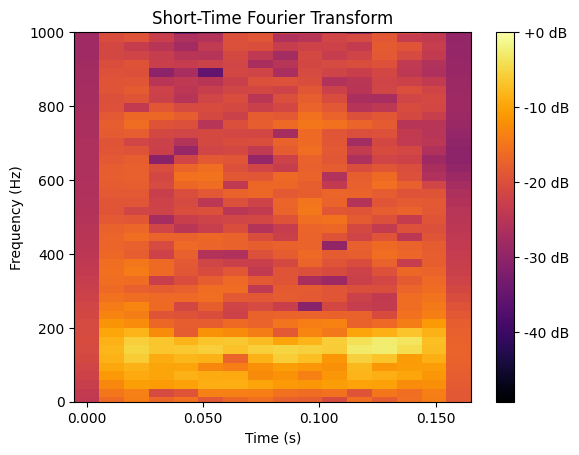 Short-Time Fourier Transform
1000
800
600
400
200
0
Frequency (Hz)
0.000
0.050
0.100
0.150
Time (s)
+0 dB
-10 dB
-20 dB
-30 dB
-40 dB